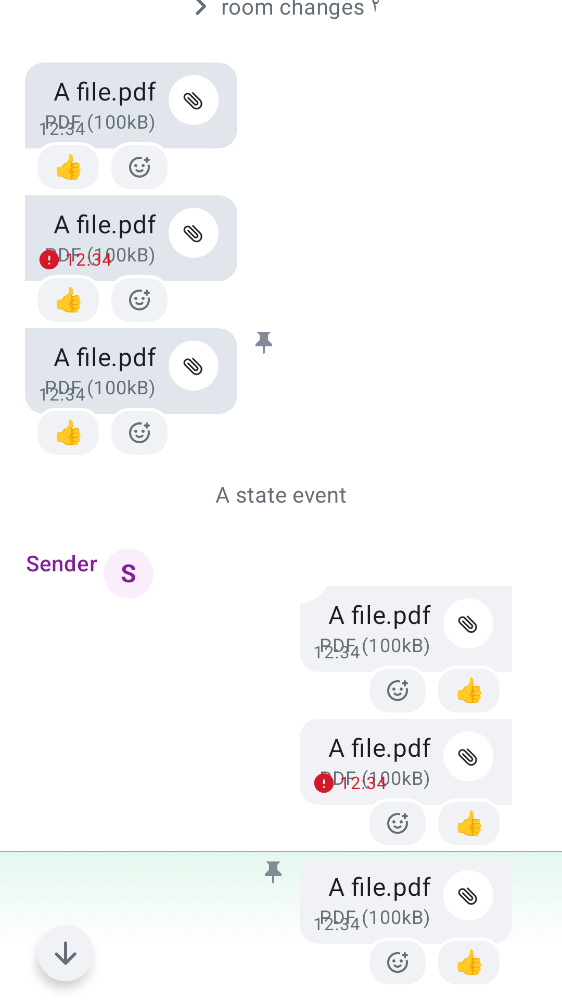 room changes ٢
A file.pdf
PDF (100kB)
12:34
👍
A file.pdf
PDF (100kB)
12:34
👍
A file.pdf
PDF (100kB)
12:34
👍
A state event
Sender
S
A file.pdf
PDF (100kB)
12:34
👍
A file.pdf
PDF (100kB)
12:34
👍
A file.pdf
PDF (100kB)
12:34
👍